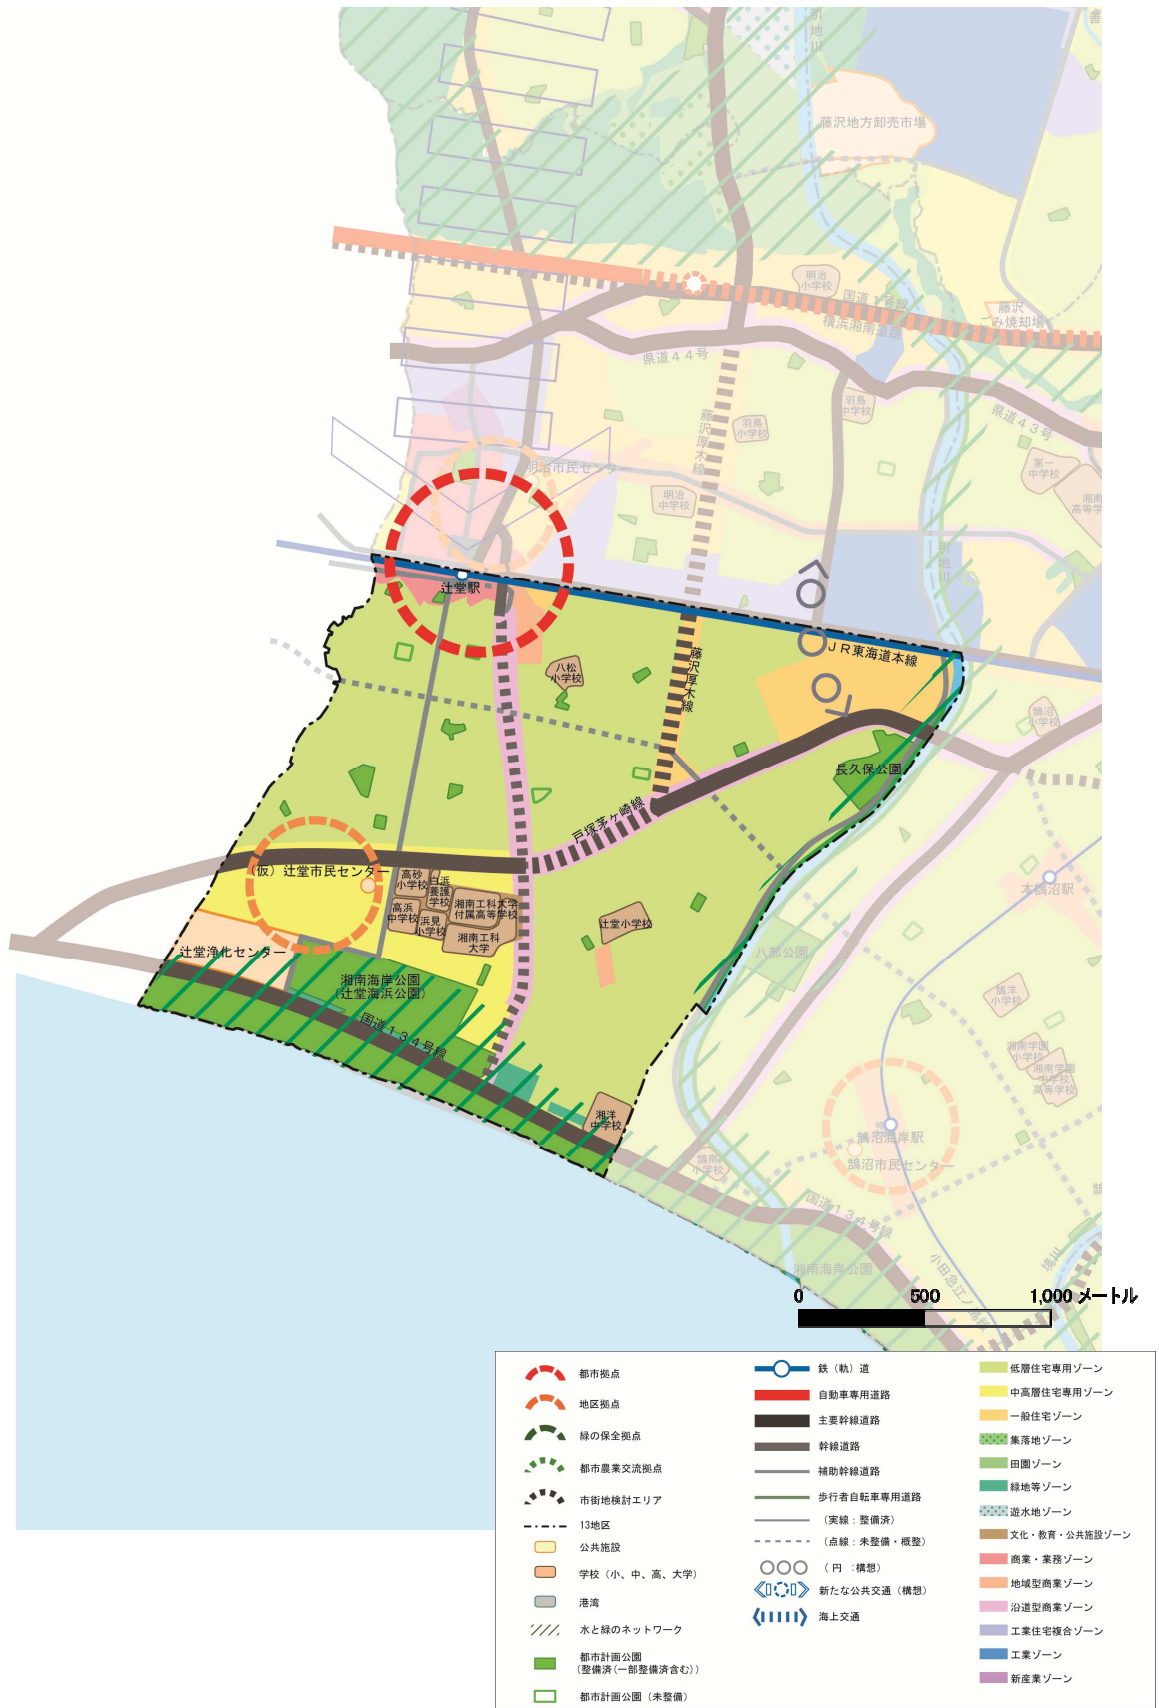 引地川
善
藤沢地方卸売市場
明治
小学校
国道1号線
横浜湘南道路
藤沢
ごみ焼却場
県道44号
藤沢厚木線
羽鳥
中学校
羽鳥
小学校
県道43号
第一
中学校
湘南
高等学
明治市民センター
明治
中学校
引地川
辻堂駅
JR東海道本線
八松
小学校
藤沢厚木線
鵠沼
小学校
長久保公園
戸塚茅ヶ崎線
(仮)辻堂市民センター
高砂
小学校
白浜
養護
学校
高浜
中学校
浜見
小学校
湘南工科大学
付属高等学校
湘南工科
大学
辻堂小学校
本鵠沼駅
八部公園
辻堂浄化センター
湘南海岸公園
(辻堂海浜公園)
国道134号線
鵠洋
小学校
湘南学園
小学校
湘南学園
中学校
高等学校
湘洋
中学校
鵠沼海岸駅
鵠沼市民センター
鵠南
小学校
鵠
国道134号線
湘南海岸公園
小田急江ノ島線
境川
0 500 1,000 メートル
都市拠点
地区拠点
緑の保全拠点
都市農業交流拠点
市街地検討エリア
13地区
公共施設
学校(小、中、高、大学)
港湾
水と緑のネットワーク
都市計画公園
(整備済(一部整備済含む))
都市計画公園(未整備)
鉄(軌)道
自動車専用道路
主要幹線道路
幹線道路
補助幹線道路
歩行者自転車専用道路
(実線:整備済)
(点線:未整備・概整)
(円 :構想)
新たな公共交通(構想)
海上交通
低層住宅専用ゾーン
中高層住宅専用ゾーン
一般住宅ゾーン
集落地ゾーン
田園ゾーン
緑地等ゾーン
遊水地ゾーン
文化・教育・公共施設ゾーン
商業・業務ゾーン
地域型商業ゾーン
沿道型商業ゾーン
工業住宅複合ゾーン
工業ゾーン
新産業ゾーン